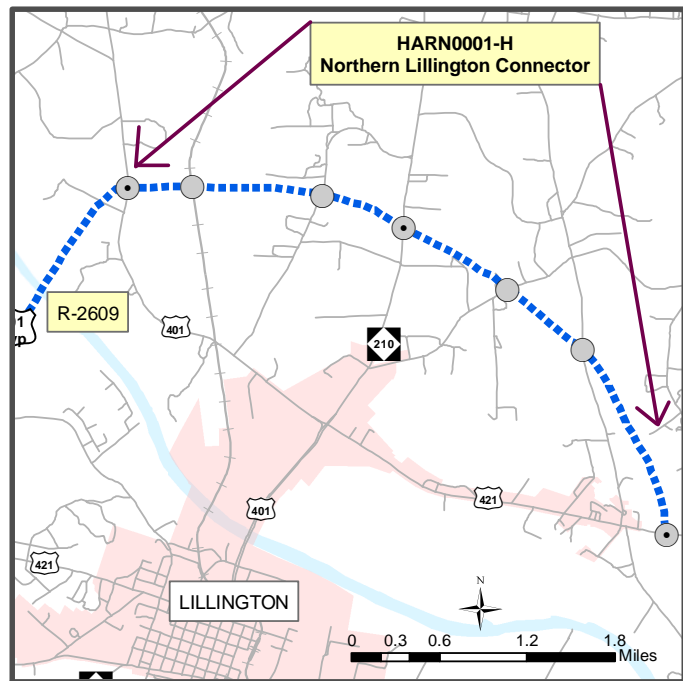 HARN0001-H
Northern Lillington Connector
R-2609
401
210
401
421
421
LILLINGTON
N
0 0.3 0.6 1.2 1.8
Miles